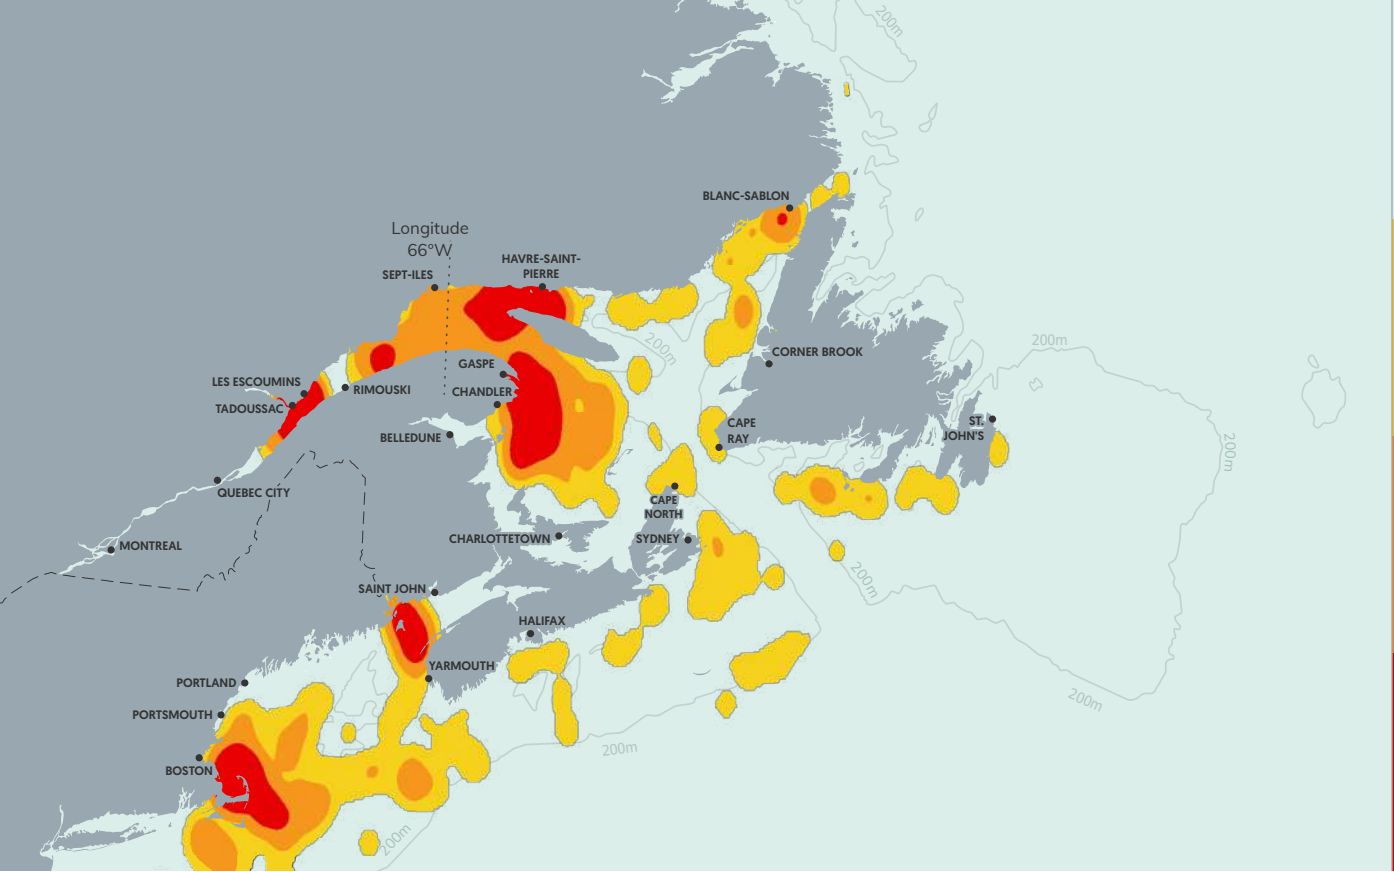 200m
BLANC-SABLON
Longitude
66°W
HAVRE-SAINT-
PIERRE
SEPT-ILES
200m
200m
CORNER BROOK
GASPE
LES ESCOUMINS
RIMOUSKI
CHANDLER
TADOUSSAC
ST.
JOHN'S
CAPE
RAY
BELLEDUNE
200m
QUEBEC CITY
CAPE
NORTH
MONTREAL
CHARLOTTETOWN
SYDNEY
200m
SAINT JOHN
HALIFAX
YARMOUTH
PORTLAND
200m
PORTSMOUTH
200m
BOSTON
200m